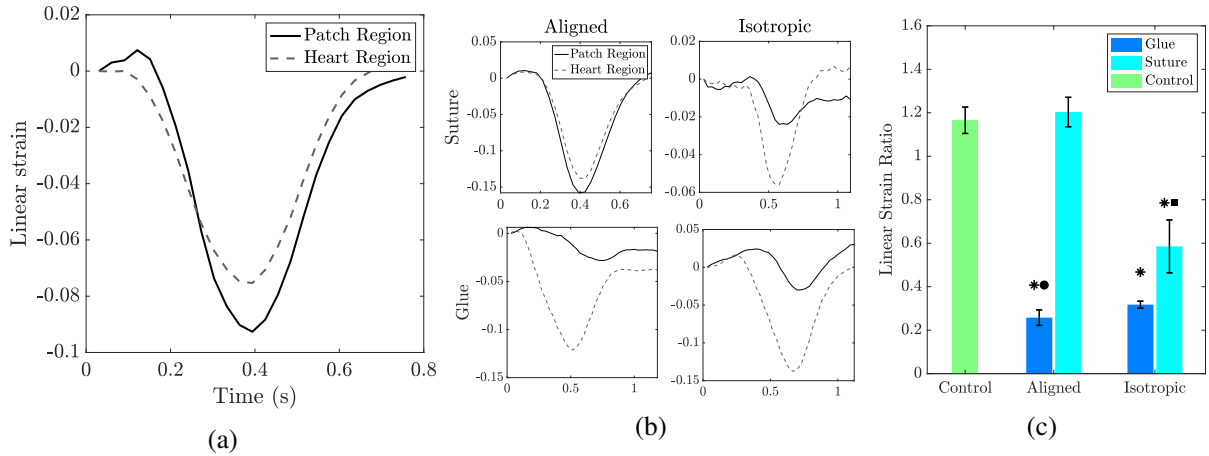 Linear strain
0.02
0
-0.02
-0.04
-0.06
-0.08
-0.1
0 0.2 0.4 0.6 0.8
Time (s)
Patch Region
Heart Region
(a)
Aligned
Isotropic
Suture
0.05
0
-0.05
-0.1
-0.15
0 0.2 0.4 0.6
Patch Region
Heart Region
0.02
0
-0.02
-0.04
-0.06
0 0.5 1
Glue
0
-0.05
-0.1
-0.15
0 0.5 1
0.05
0
-0.05
-0.1
-0.15
0 0.5 1
(b)
Linear Strain Ratio
1.6
1.4
1.2
1
0.8
0.6
0.4
0.2
0
Glue
Suture
Control
Control Aligned Isotropic
(c)